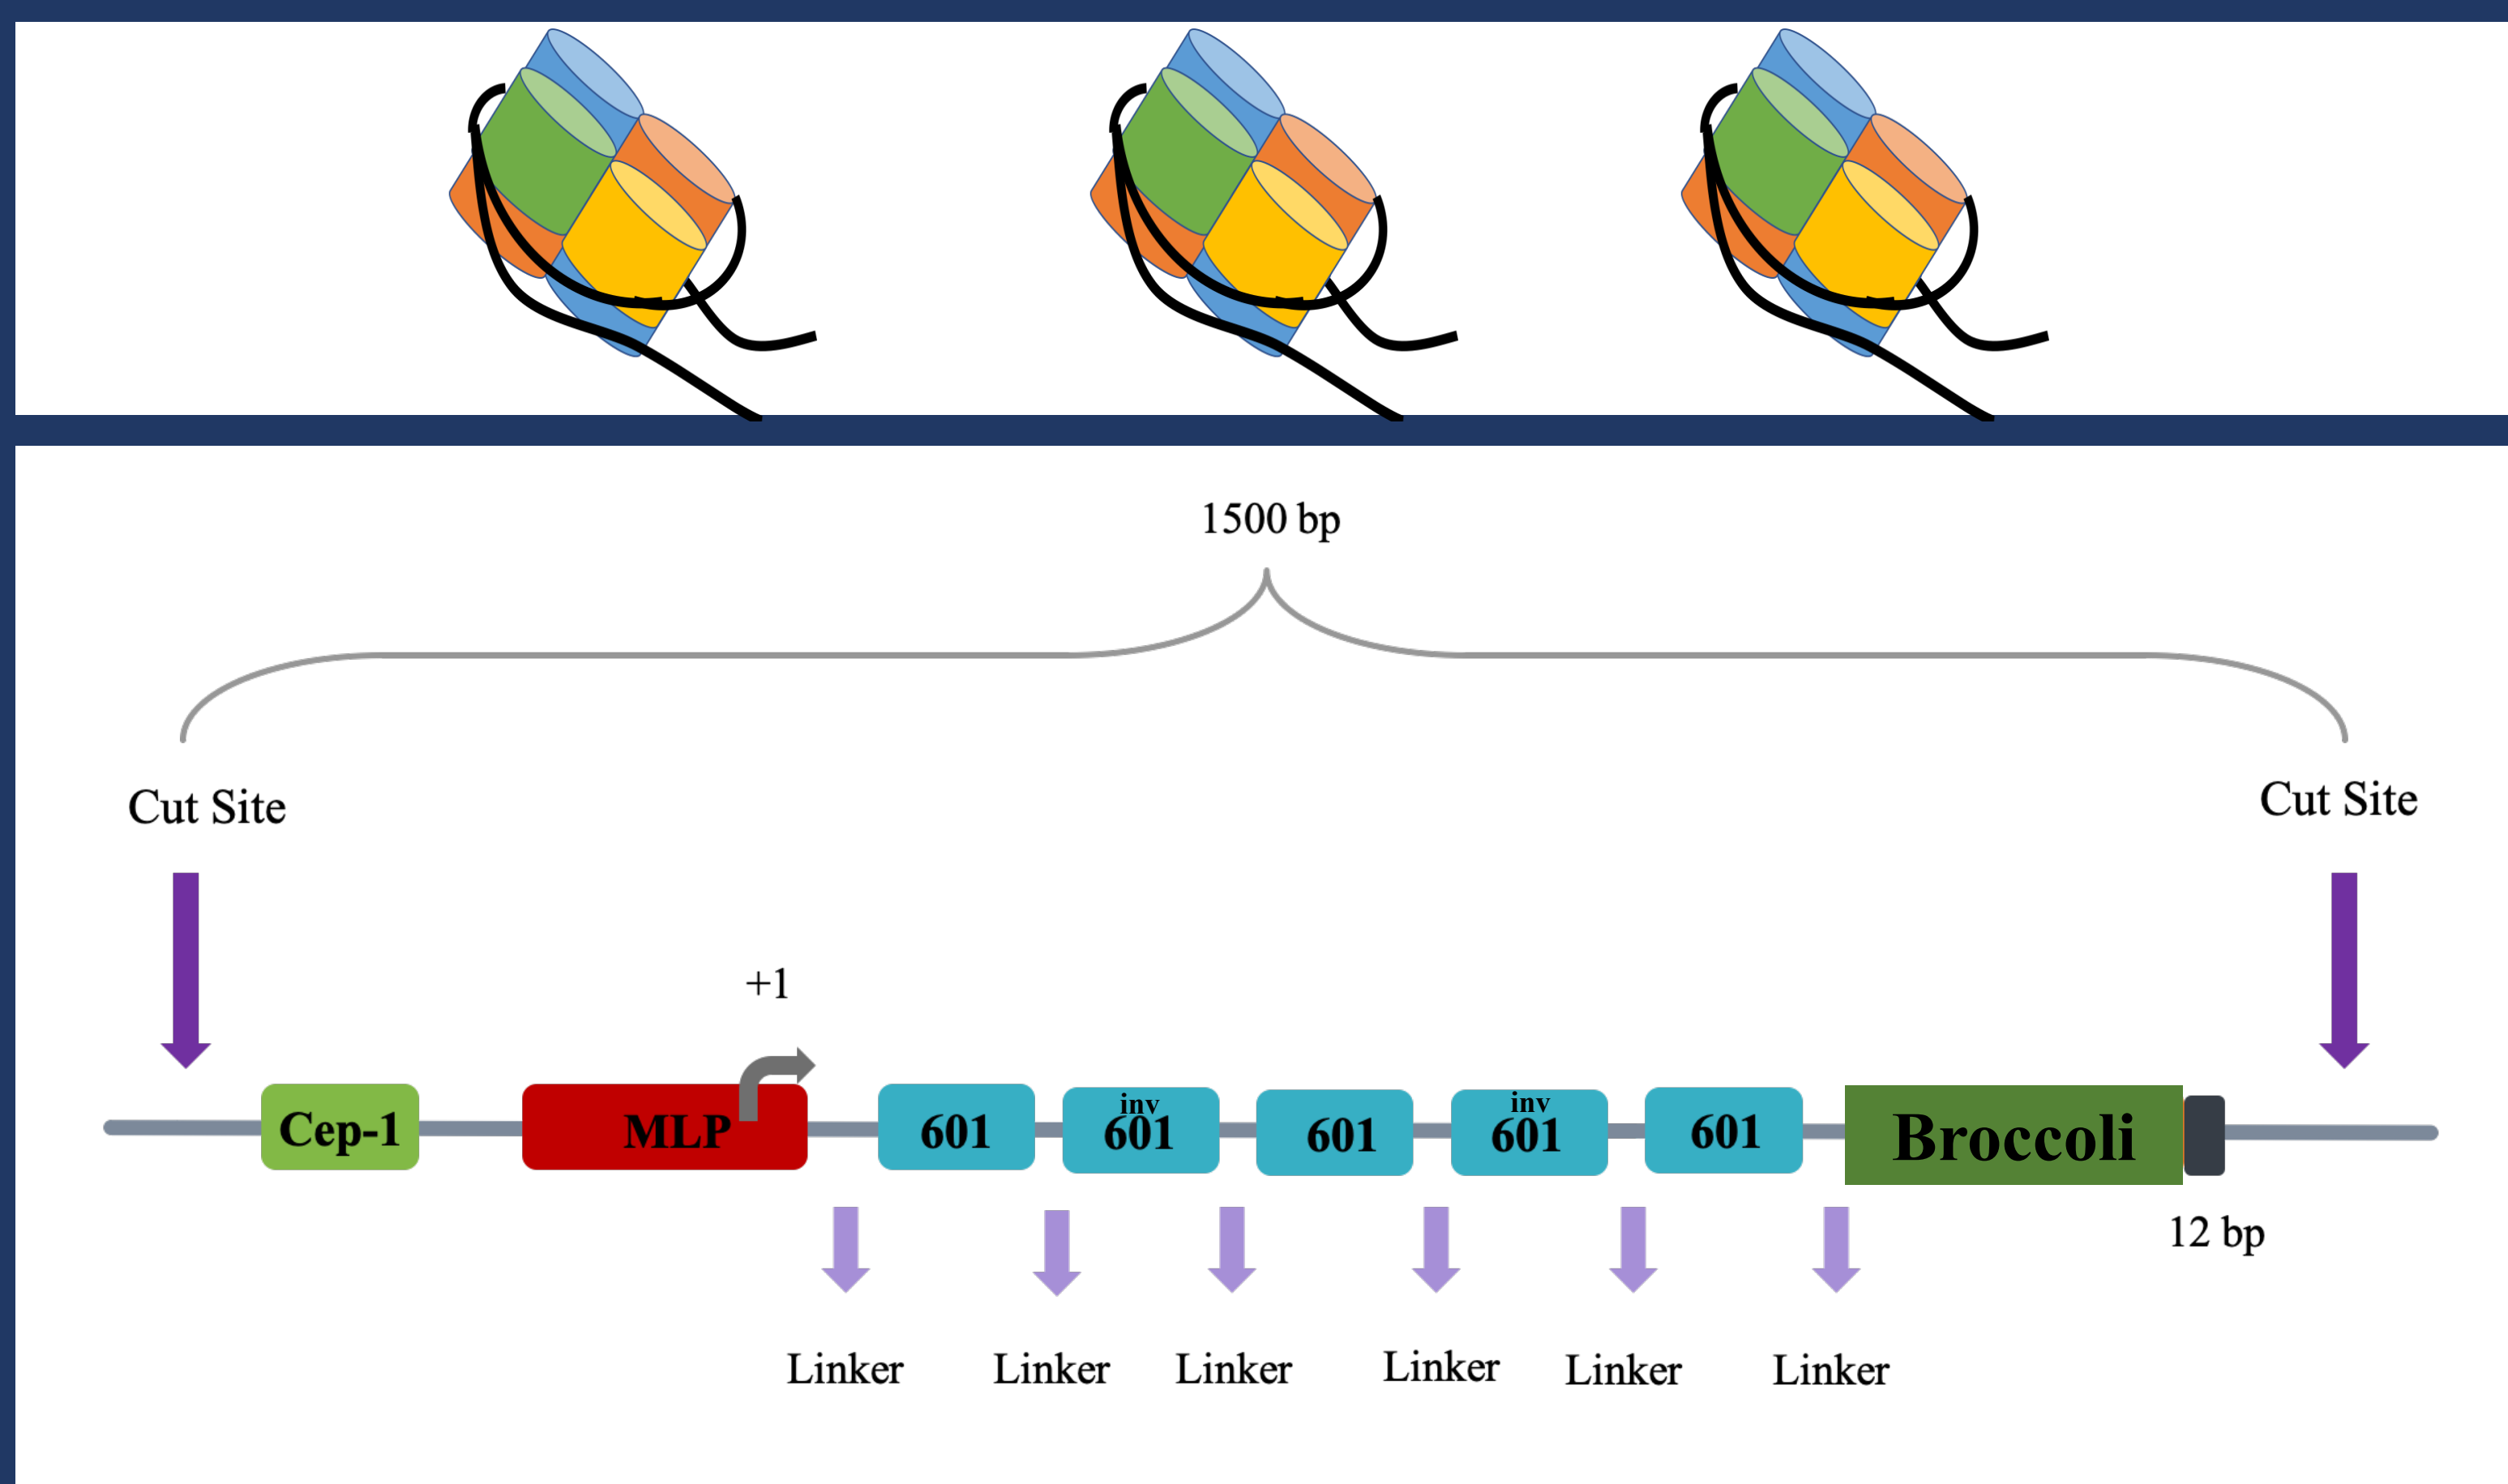 1500 bp
Cut Site
Cut Site
+1
Cep-1
MLP
601
inv
601
601
inv
601
601
Broccoli
12 bp
Linker
Linker
Linker
Linker
Linker
Linker